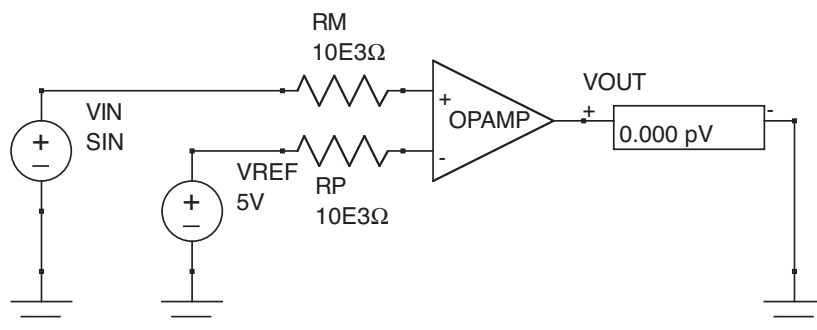 RM
10E3Ω
VIN
SIN
+
−
+
OPAMP
-
VOUT
+
-
0.000 pV
VREF
5V
+
−
RP
10E3Ω